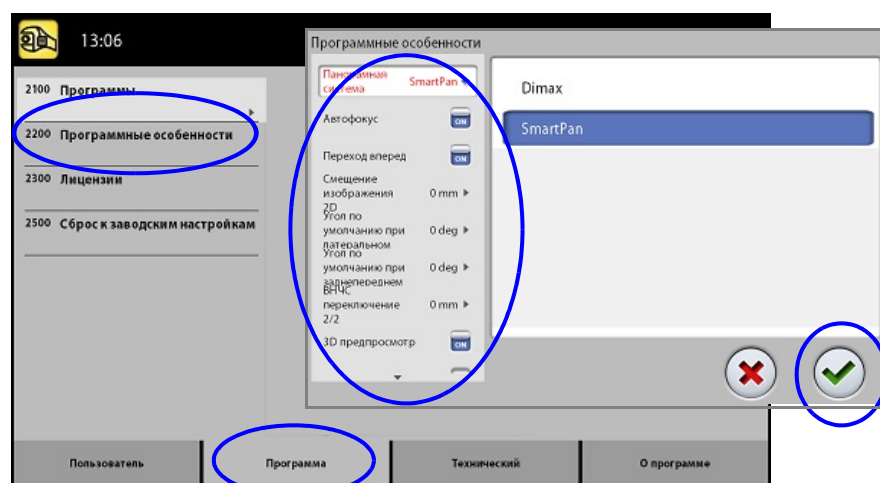 13:06
2100 Программы
2200 Программные особенности
2300 Лицензии
2500 Сброс к заводским настройкам
Программные особенности
Панорамная система SmartPan
Автофокус ON
Переход вперед ON
Смещение
изображения 0 mm
2D
Угол по
умолчанию при 0 deg
латеральном
Угол по
умолчанию при 0 deg
заднепереднем
ВНЧС
переключение 0 mm
2/2
3D предпросмотр ON
Dimax
SmartPan
Пользователь Программа Технический О программе